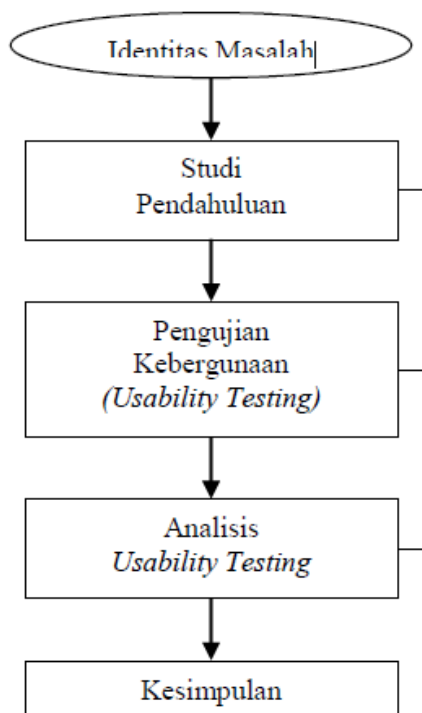 Identitas Masalah
Studi
Pendahuluan
Pengujian
Kebergunaan
(Usability Testing)
Analisis
Usability Testing
Kesimpulan